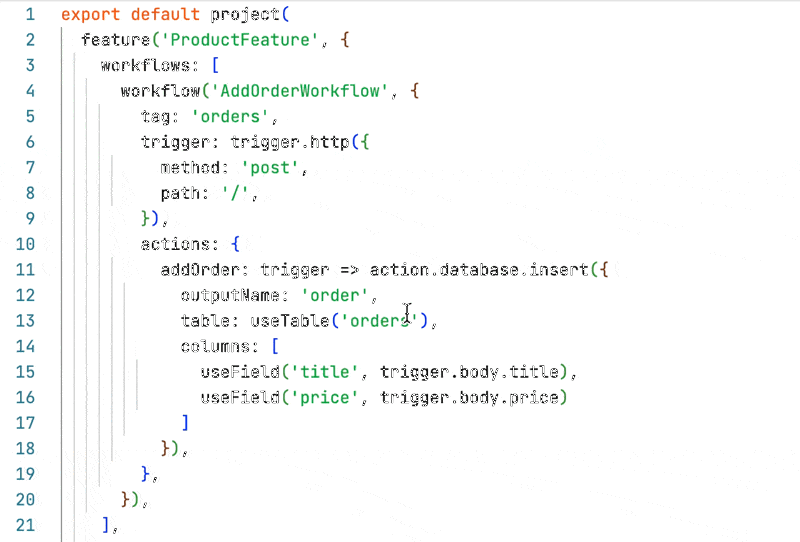 1 export default project(
2 feature('ProductFeature', {
3 workflows: [
4 workflow('AddOrderWorkflow', {
5 tag: 'orders',
6 trigger: trigger.http({
7 method: 'post',
8 path: '/',
9 }),
10 actions: {
11 addOrder: trigger => action.database.insert({
12 outputName: 'order',
13 table: useTable('orders'),
14 columns: [
15 useField('title', trigger.body.title),
16 useField('price', trigger.body.price)
17 ]
18 }),
19 },
20 }),
21 ],